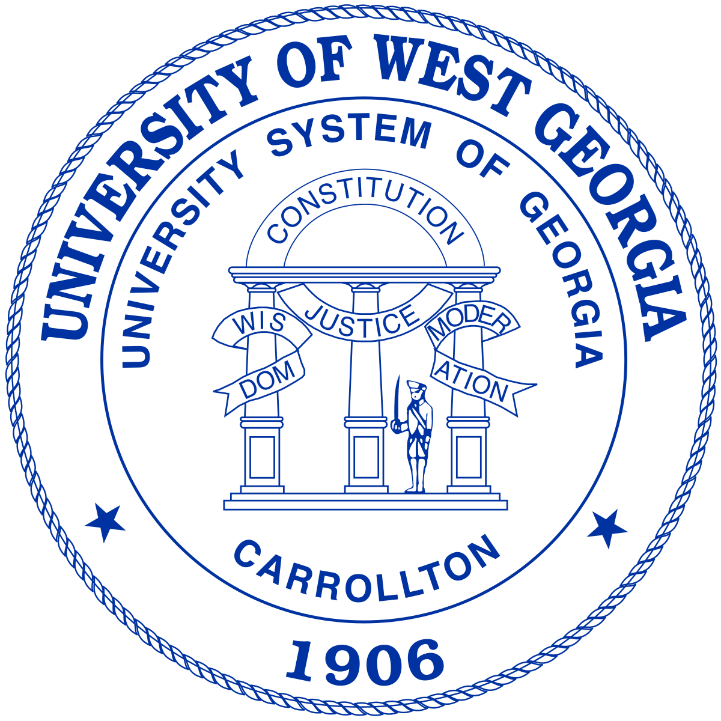 UNIVERSITY OF WEST GEORGIA
UNIVERSITY SYSTEM OF GEORGIA
CONSTITUTION
WIS
DOM
JUSTICE
MODER
ATION
CARROLLTON
1906